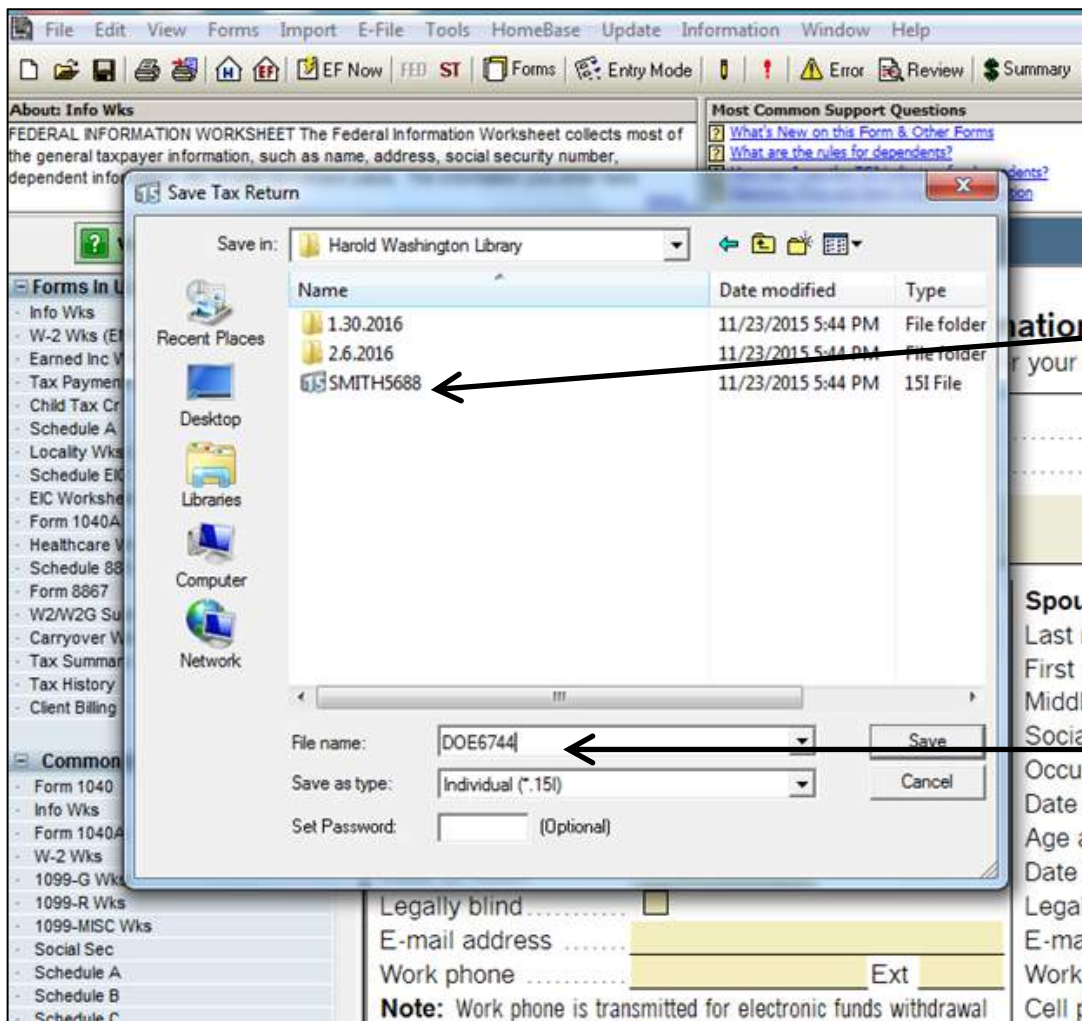 File Edit View Forms Import E-File Tools HomeBase Update Information Window Help
EF Now FED ST Forms Entry Mode Error Review $ Summary
About: Info Wks
FEDERAL INFORMATION WORKSHEET The Federal Information Worksheet collects most of
the general taxpayer information, such as name, address, social security number,
dependent infor
Most Common Support Questions
What's New on this Form & Other Forms
What are the rules for dependents?
dents?
tion
Save Tax Return
Save in: Harold Washington Library
Name Date modified Type
1.30.2016 11/23/2015 5:44 PM File folder
2.6.2016 11/23/2015 5:44 PM File folder
SMITH5688 11/23/2015 5:44 PM 15I File
Recent Places
Desktop
Libraries
Computer
Network
File name: DOE6744 Save
Save as type: Individual (*.15I) Cancel
Set Password: (Optional)
Forms In U
Info Wks
W-2 Wks (E
Earned Inc W
Tax Paymen
Child Tax Cr
Schedule A
Locality Wks
Schedule EIC
EIC Workshe
Form 1040A
Healthcare W
Schedule 88
Form 8867
W2/W2G Su
Carryover W
Tax Summar
Tax History
Client Billing
Common
Form 1040
Info Wks
Form 1040A
W-2 Wks
1099-G Wks
1099-R Wks
1099-MISC Wks
Social Sec
Schedule A
Schedule B
Schedule C
nation
r your
Legally blind
E-mail address
Work phone Ext
Note: Work phone is transmitted for electronic funds withdrawal
Spou
Last
First
Middl
Socia
Occu
Date
Age a
Date
Lega
E-ma
Work
Cell p